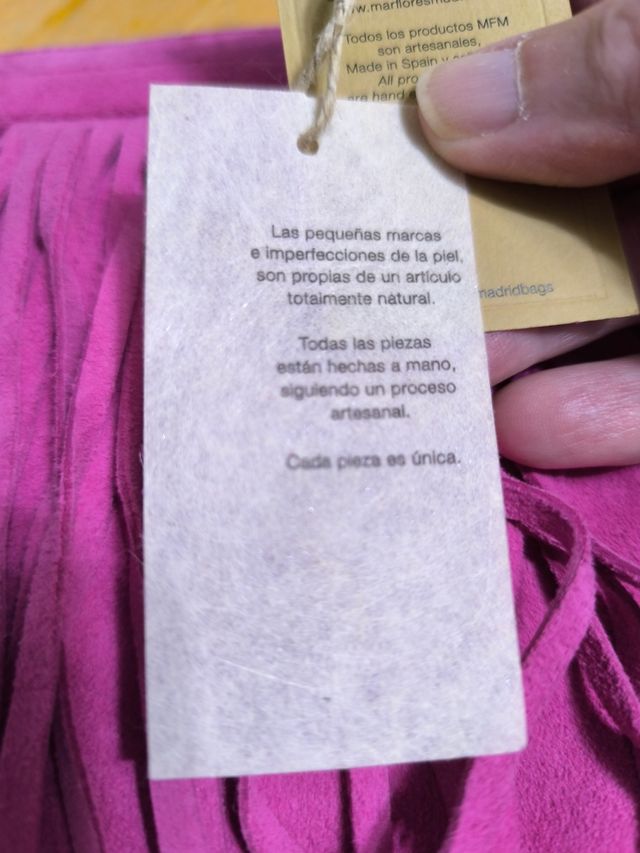 Todos los productos MFM
son artesanales,
Made in Spain y
All
are hand
madridbags
Las pequeñas marcas
e imperfecciones de la piel,
son propias de un artículo
totalmente natural.
Todas las piezas
están hechas a mano,
siguiendo un proceso
artesanal.
Cada pieza es única.